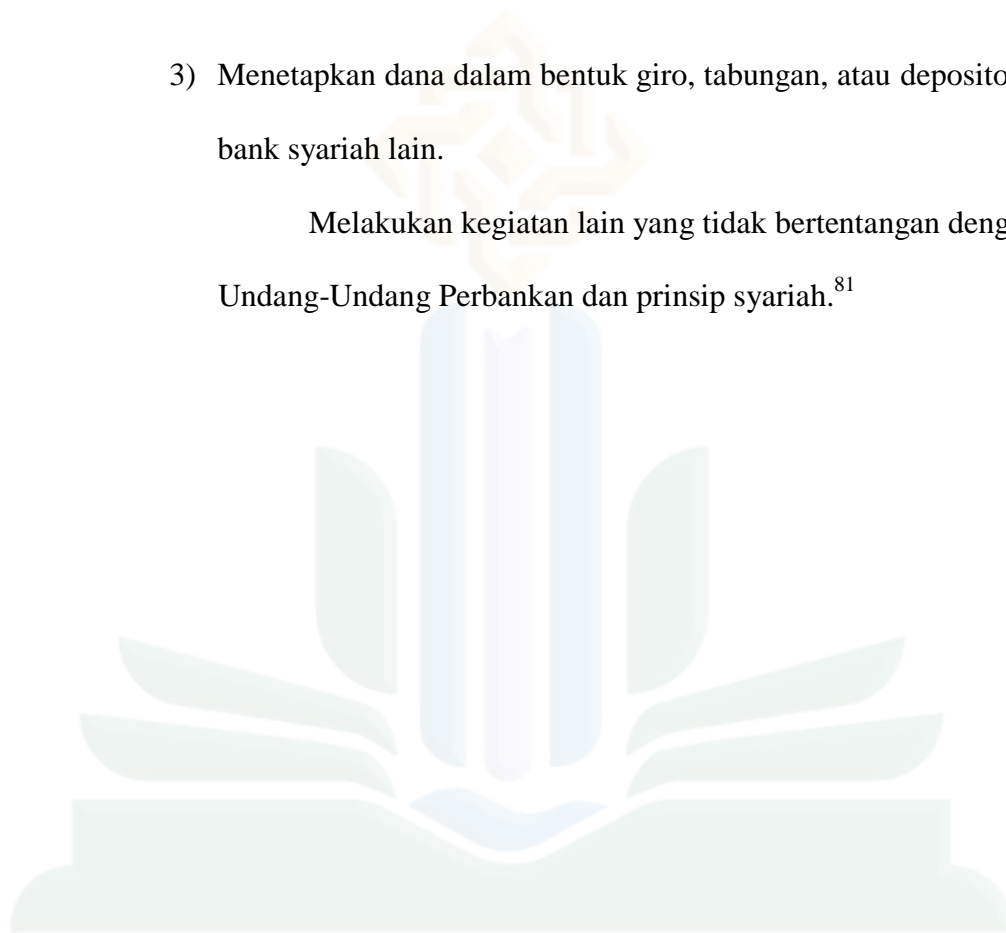 3) Menetapkan dana dalam bentuk giro, tabungan, atau deposito
bank syariah lain.
Melakukan kegiatan lain yang tidak bertentangan deng
Undang-Undang Perbankan dan prinsip syariah.81